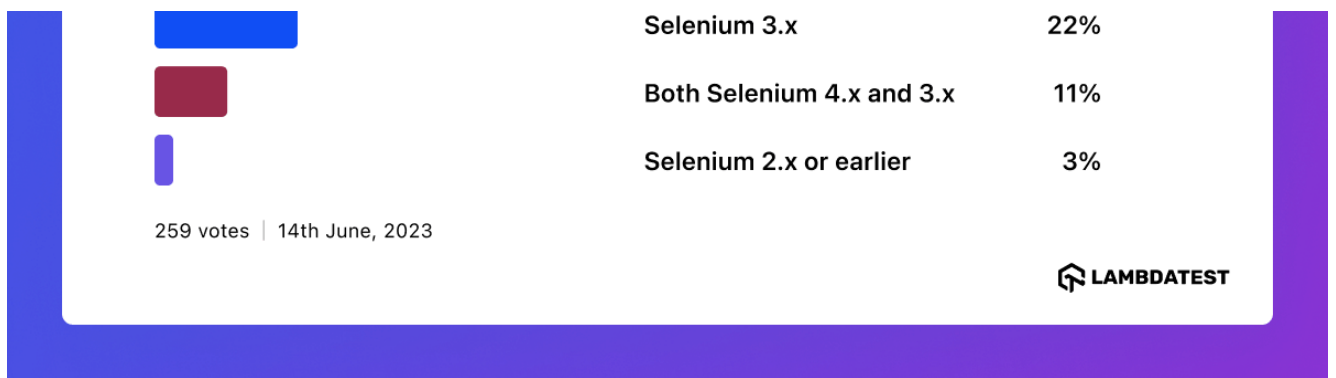 Selenium 3.x 22%
Both Selenium 4.x and 3.x 11%
Selenium 2.x or earlier 3%
259 votes | 14th June, 2023
LAMBDATEST